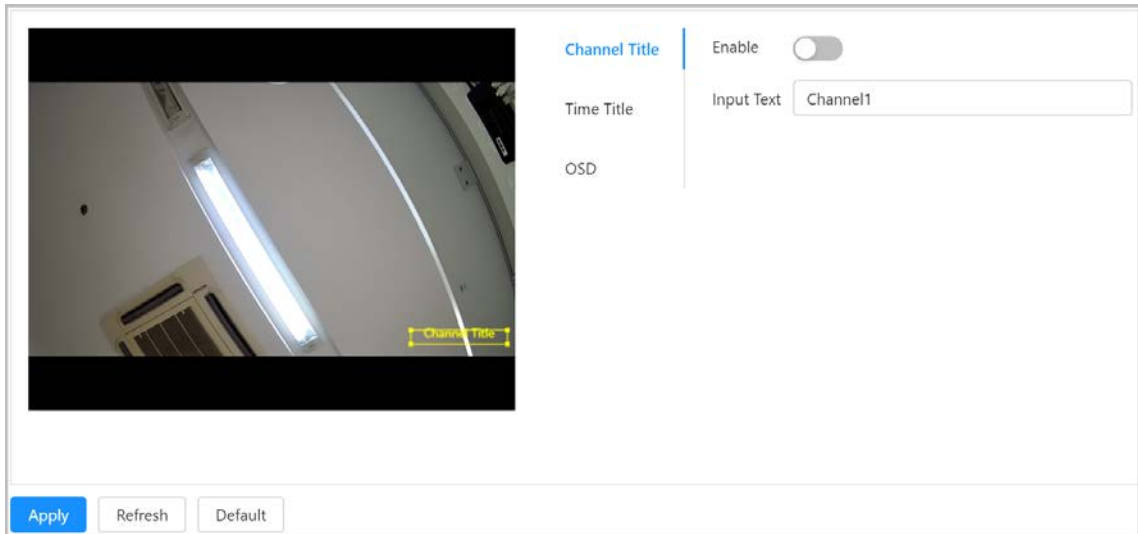 Channel Title
Enable
Input Text
Channel1
Time Title
OSD
Channel Title
Apply
Refresh
Default